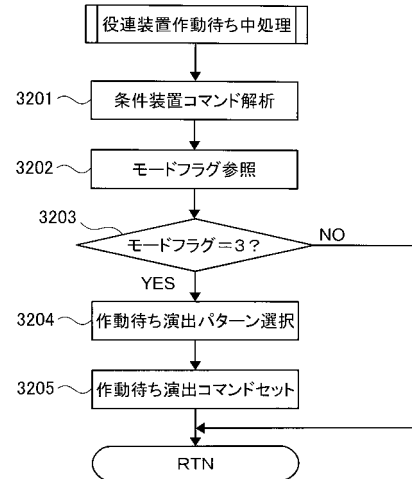 役連装置作動待ち中処理
3201
条件装置コマンド解析
3202
モードフラグ参照
3203
モードフラグ=3?
NO
YES
3204
作動待ち演出パターン選択
3205
作動待ち演出コマンドセット
RTN